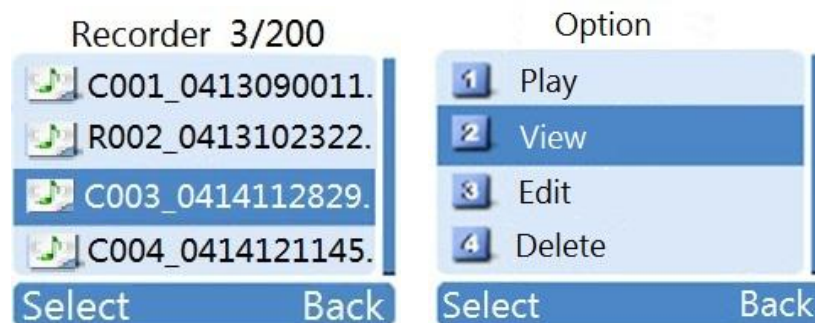 Recorder 3/200
C001_0413090011.
R002_0413102322.
C003_0414112829.
C004_0414121145.
Select Back
Option
1 Play
2 View
3 Edit
4 Delete
Select Back